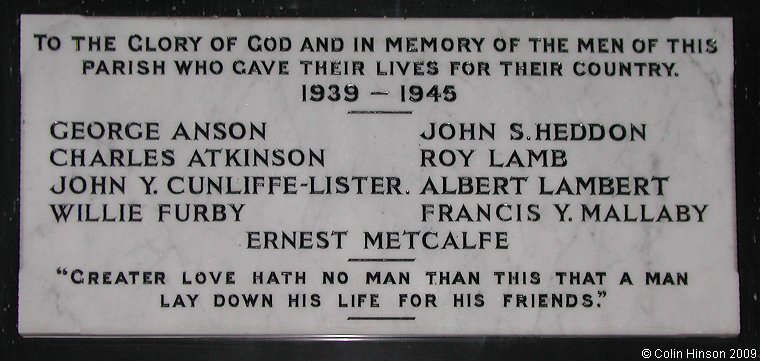 TO THE GLORY OF GOD AND IN MEMORY OF THE MEN OF THIS
PARISH WHO GAVE THEIR LIVES FOR THEIR COUNTRY.
1939 – 1945
GEORGE ANSON
CHARLES ATKINSON
JOHN Y. CUNLIFFE-LISTER.
WILLIE FURBY
JOHN S. HEDDON
ROY LAMB
ALBERT LAMBERT
FRANCIS Y. MALLABY
ERNEST METCALFE
“GREATER LOVE HATH NO MAN THAN THIS THAT A MAN
LAY DOWN HIS LIFE FOR HIS FRIENDS.”
© Colin Hinson 2009